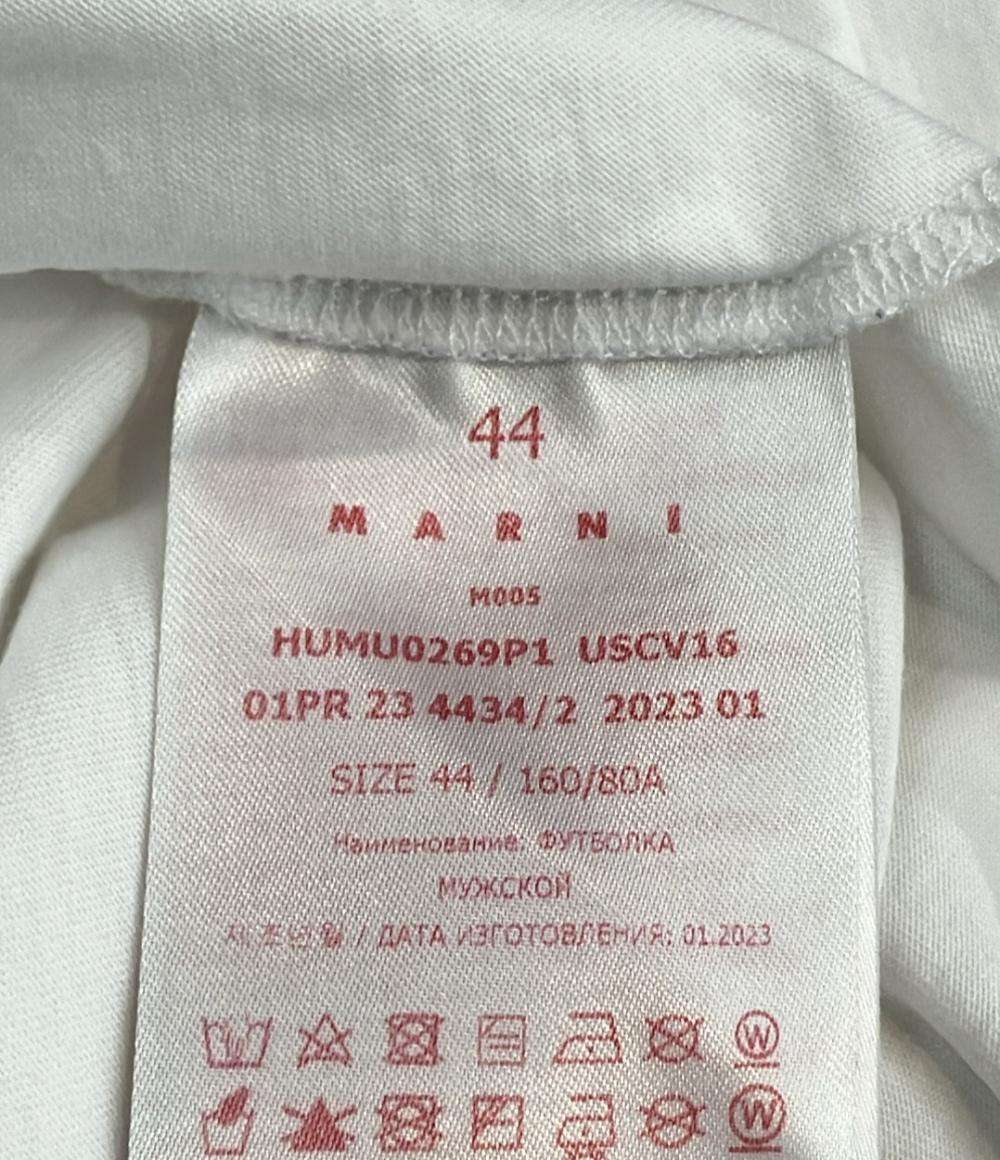 44
MARNI
M005
HUMU0269P1 USCV16
01PR 23 4434/2 2023 01
SIZE 44 / 160/80A
Наименование: ФУТБОЛКА
МУЖСКОЙ
/ ДАТА ИЗГОТОВЛЕНИЯ: 01.2023
W
W